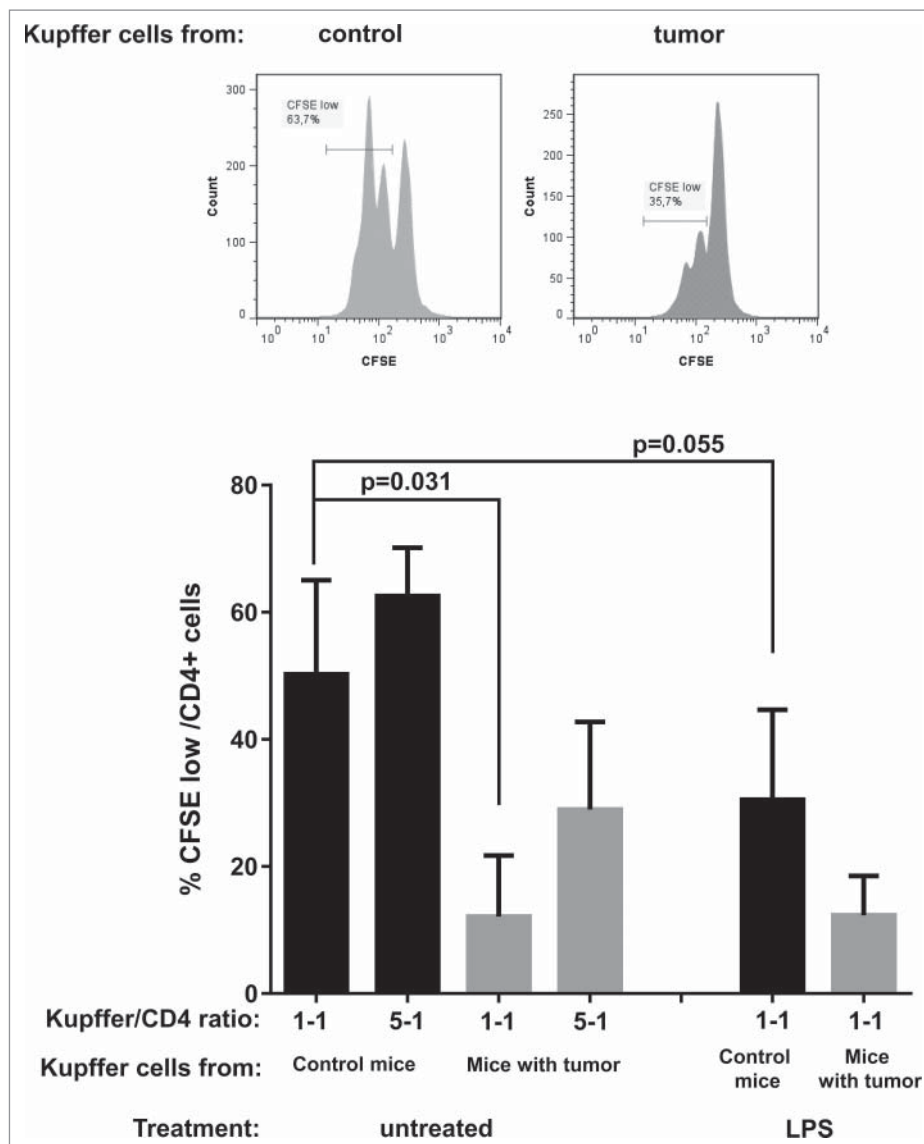 Kupffer cells from: control tumor
300
200
100
0
Count
CFSE low
63,7%
10^0 10^1 10^2 10^3 10^4
CFSE
250
200
150
100
50
0
Count
CFSE low
35,7%
10^0 10^1 10^2 10^3 10^4
CFSE
p=0.055
p=0.031
80
60
40
20
0
% CFSE low /CD4+ cells
Kupffer/CD4 ratio: 1-1 5-1 1-1 5-1 1-1 1-1
Kupffer cells from: Control mice Mice with tumor Control mice Mice with tumor
Treatment: untreated LPS